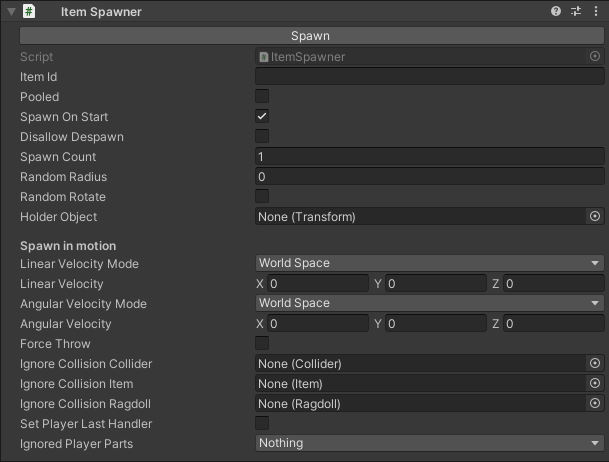 Item Spawner
Spawn
Script ItemSpawner
Item Id
Pooled
Spawn On Start
Disallow Despawn
Spawn Count 1
Random Radius 0
Random Rotate
Holder Object None (Transform)
Spawn in motion
Linear Velocity Mode World Space
Linear Velocity X 0 Y 0 Z 0
Angular Velocity Mode World Space
Angular Velocity X 0 Y 0 Z 0
Force Throw
Ignore Collision Collider None (Collider)
Ignore Collision Item None (Item)
Ignore Collision Ragdoll None (Ragdoll)
Set Player Last Handler
Ignored Player Parts Nothing